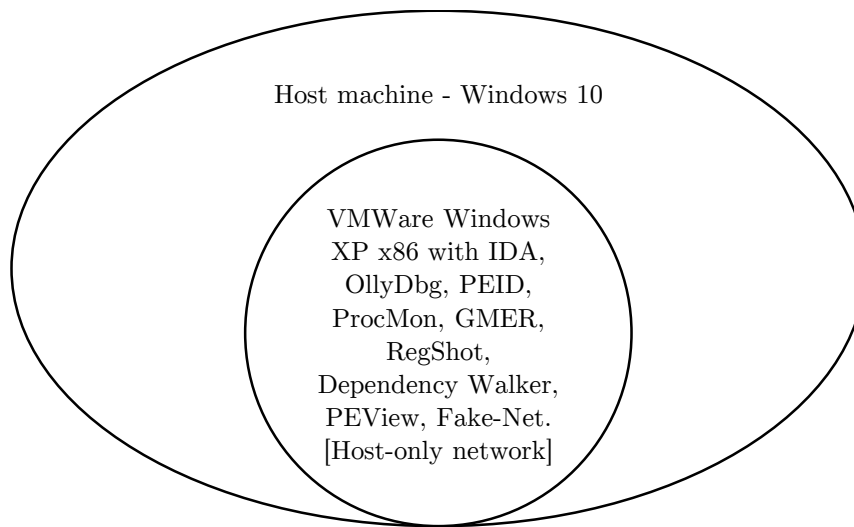 Host machine - Windows 10
VMWare Windows
XP x86 with IDA,
OllyDbg, PEID,
ProcMon, GMER,
RegShot,
Dependency Walker,
PEView, Fake-Net.
[Host-only network]